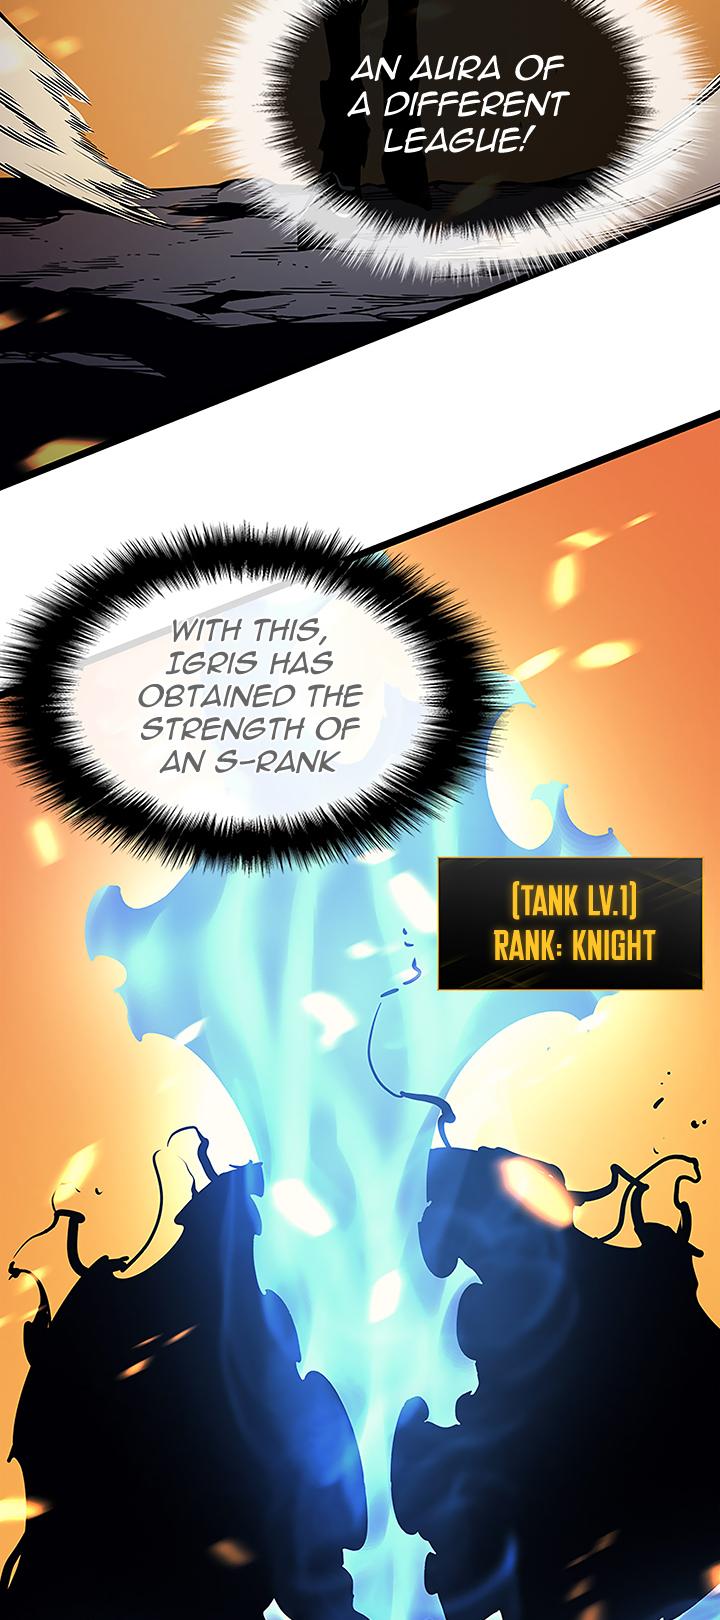 AN AURA OF
A DIFFERENT
LEAGUE!
WITH THIS,
IGRIS HAS
OBTAINED THE
STRENGTH OF
AN S-RANK
[TANK LV.1]
RANK: KNIGHT